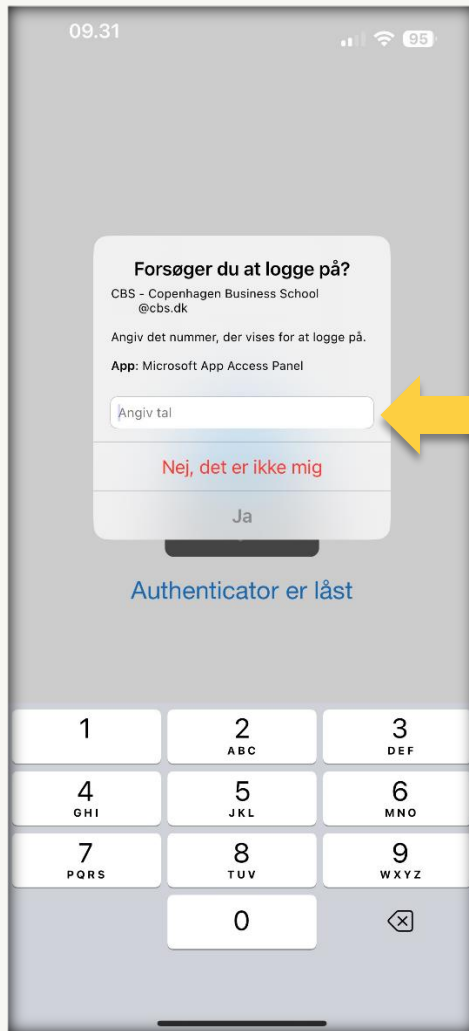 09.31
95
Forsøger du at logge på?
CBS - Copenhagen Business School
@cbs.dk
Angiv det nummer, der vises for at logge på.
App: Microsoft App Access Panel
Angiv tal
Nej, det er ikke mig
Ja
Authenticator er låst
1 2 3
ABC DEF
4 5 6
GHI JKL MNO
7 8 9
PQRS TUV WXYZ
0